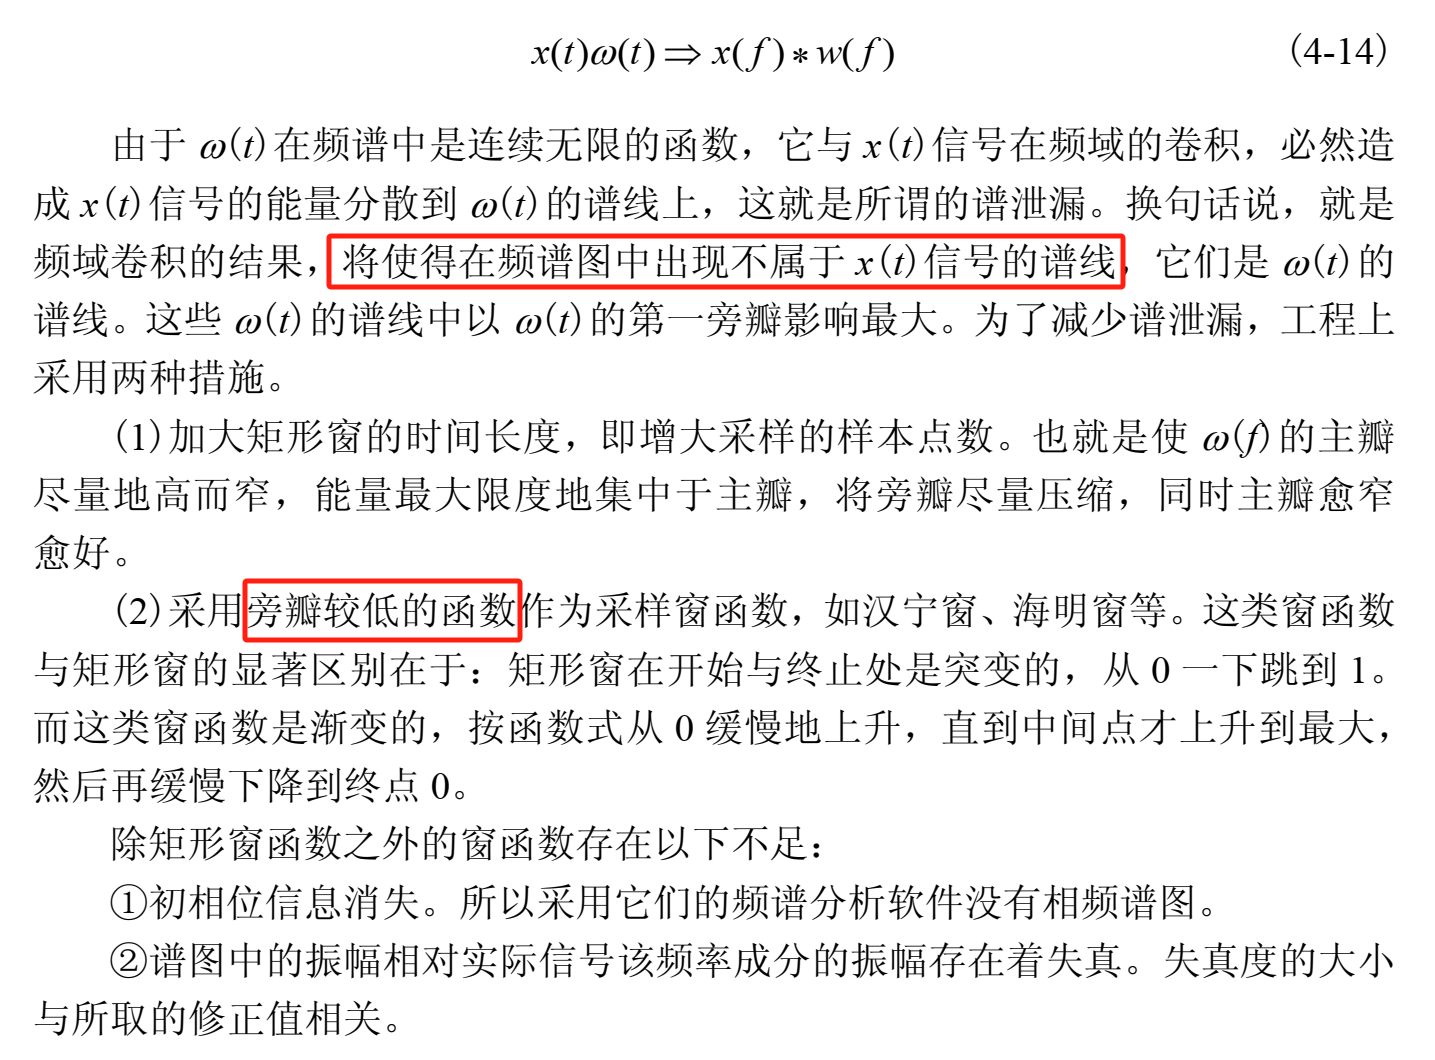 x(t)ω(t)⇒x(f)*w(f) （4-14）
由于 ω(t)在频谱中是连续无限的函数，它与 x(t)信号在频域的卷积，必然造
成 x(t)信号的能量分散到 ω(t)的谱线上，这就是所谓的谱泄漏。换句话说，就是
频域卷积的结果，将使得在频谱图中出现不属于 x(t)信号的谱线，它们是 ω(t)的
谱线。这些 ω(t)的谱线中以 ω(t)的第一旁瓣影响最大。为了减少谱泄漏，工程上
采用两种措施。
(1)加大矩形窗的时间长度，即增大采样的样本点数。也就是使 ω(f)的主瓣
尽量地高而窄，能量最大限度地集中于主瓣，将旁瓣尽量压缩，同时主瓣愈窄
愈好。
(2)采用旁瓣较低的函数作为采样窗函数，如汉宁窗、海明窗等。这类窗函数
与矩形窗的显著区别在于：矩形窗在开始与终止处是突变的，从 0 一下跳到 1。
而这类窗函数是渐变的，按函数式从 0 缓慢地上升，直到中间点才上升到最大，
然后再缓慢下降到终点 0。
除矩形窗函数之外的窗函数存在以下不足：
①初相位信息消失。所以采用它们的频谱分析软件没有相频谱图。
②谱图中的振幅相对实际信号该频率成分的振幅存在着失真。失真度的大小
与所取的修正值相关。